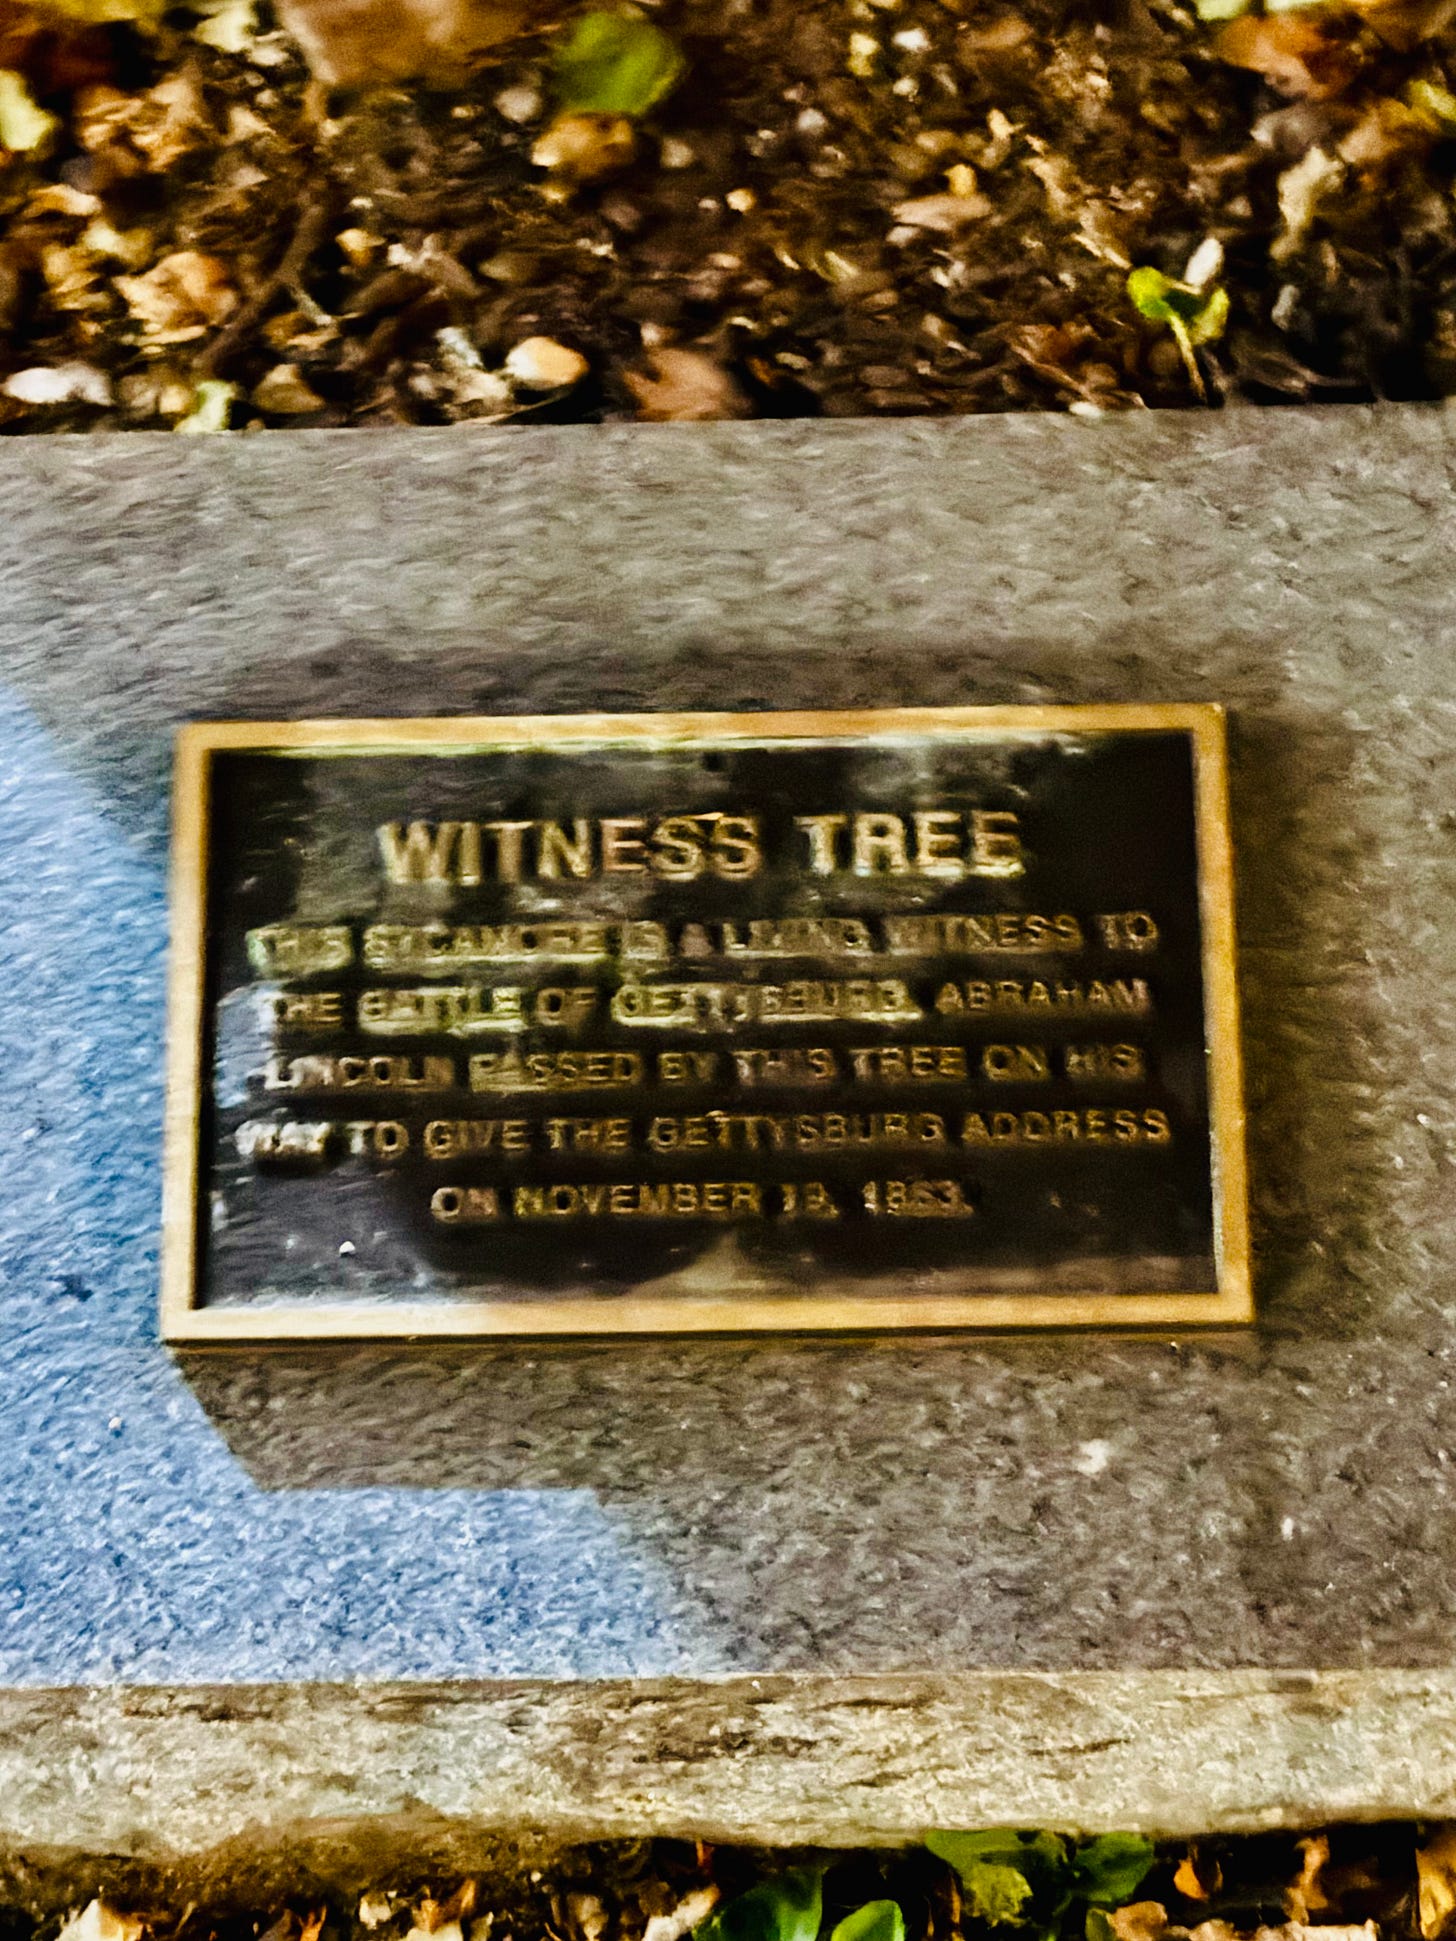 WITNESS TREE
THIS SYCAMORE IS A LIVING WITNESS TO
THE BATTLE OF GETTYSBURG. ABRAHAM
LINCOLN PASSED BY THIS TREE ON HIS
WAY TO GIVE THE GETTYSBURG ADDRESS
ON NOVEMBER 19, 1863.